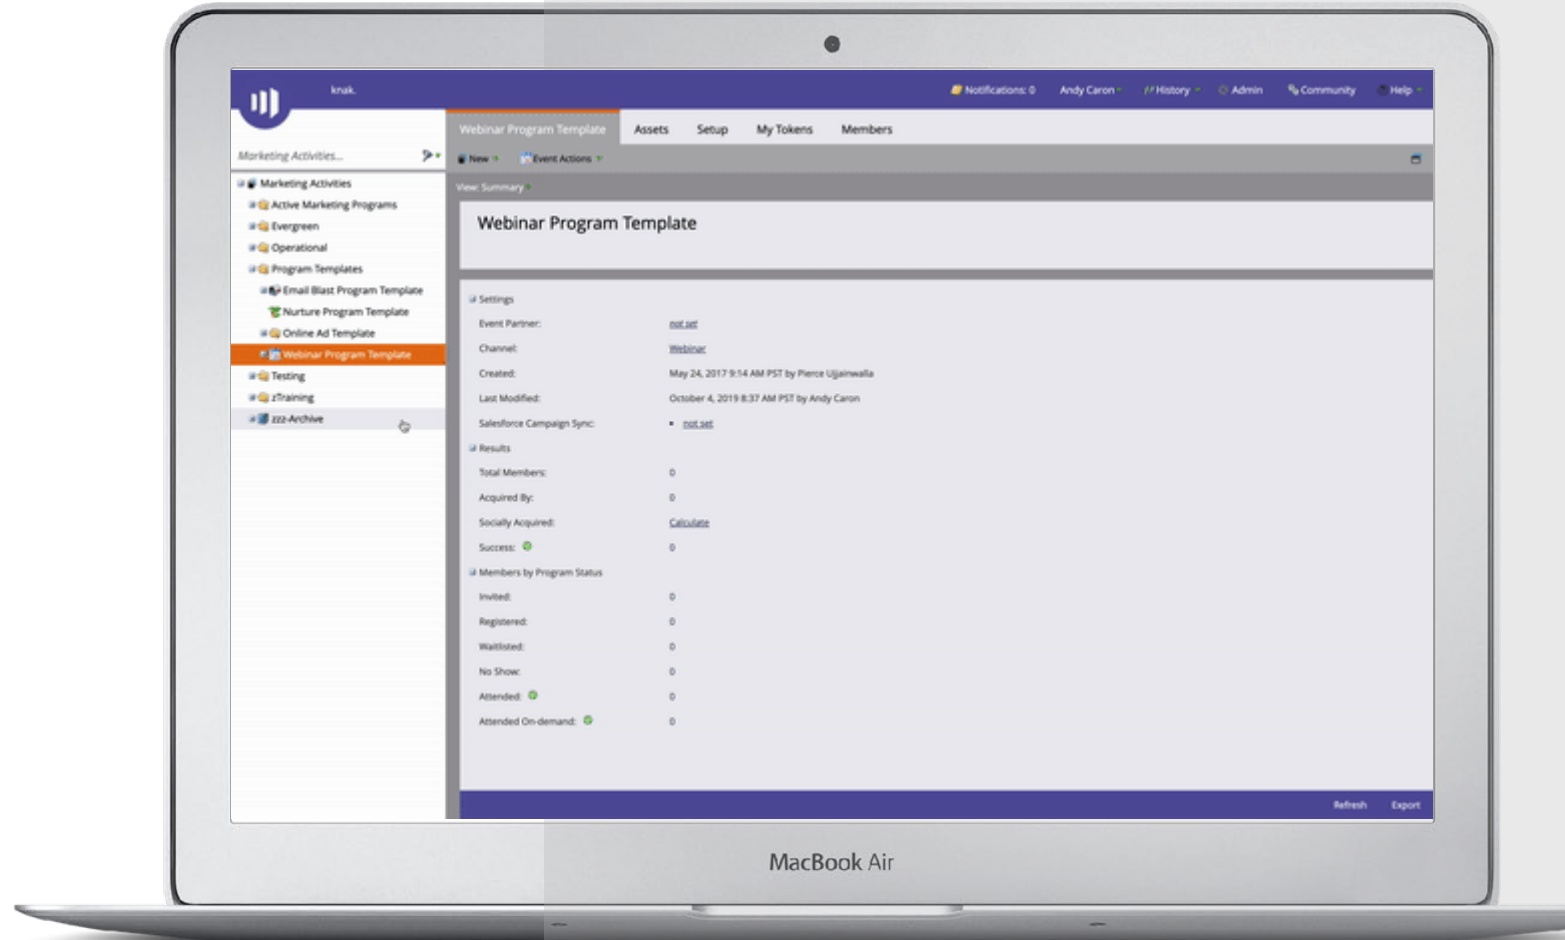 knak.
Notifications: 0 Andy Caron History Admin Community Help
Webinar Program Template Assets Setup My Tokens Members
Marketing Activities...
New Event Actions
View: Summary
Marketing Activities
Active Marketing Programs
Evergreen
Operational
Program Templates
Email Blast Program Template
Nurture Program Template
Online Ad Template
Webinar Program Template
Testing
zTraining
zzz-Archive
Webinar Program Template
Settings
Event Partner: not set
Channel: Webinar
Created: May 24, 2017 9:14 AM PST by Pierce Ujjainwalla
Last Modified: October 4, 2019 8:37 AM PST by Andy Caron
Salesforce Campaign Sync: • not set
Results
Total Members: 0
Acquired By: 0
Socially Acquired: Calculate
Success: 0
Members by Program Status
Invited: 0
Registered: 0
Waitlisted: 0
No Show: 0
Attended: 0
Attended On-demand: 0
Refresh Export
MacBook Air